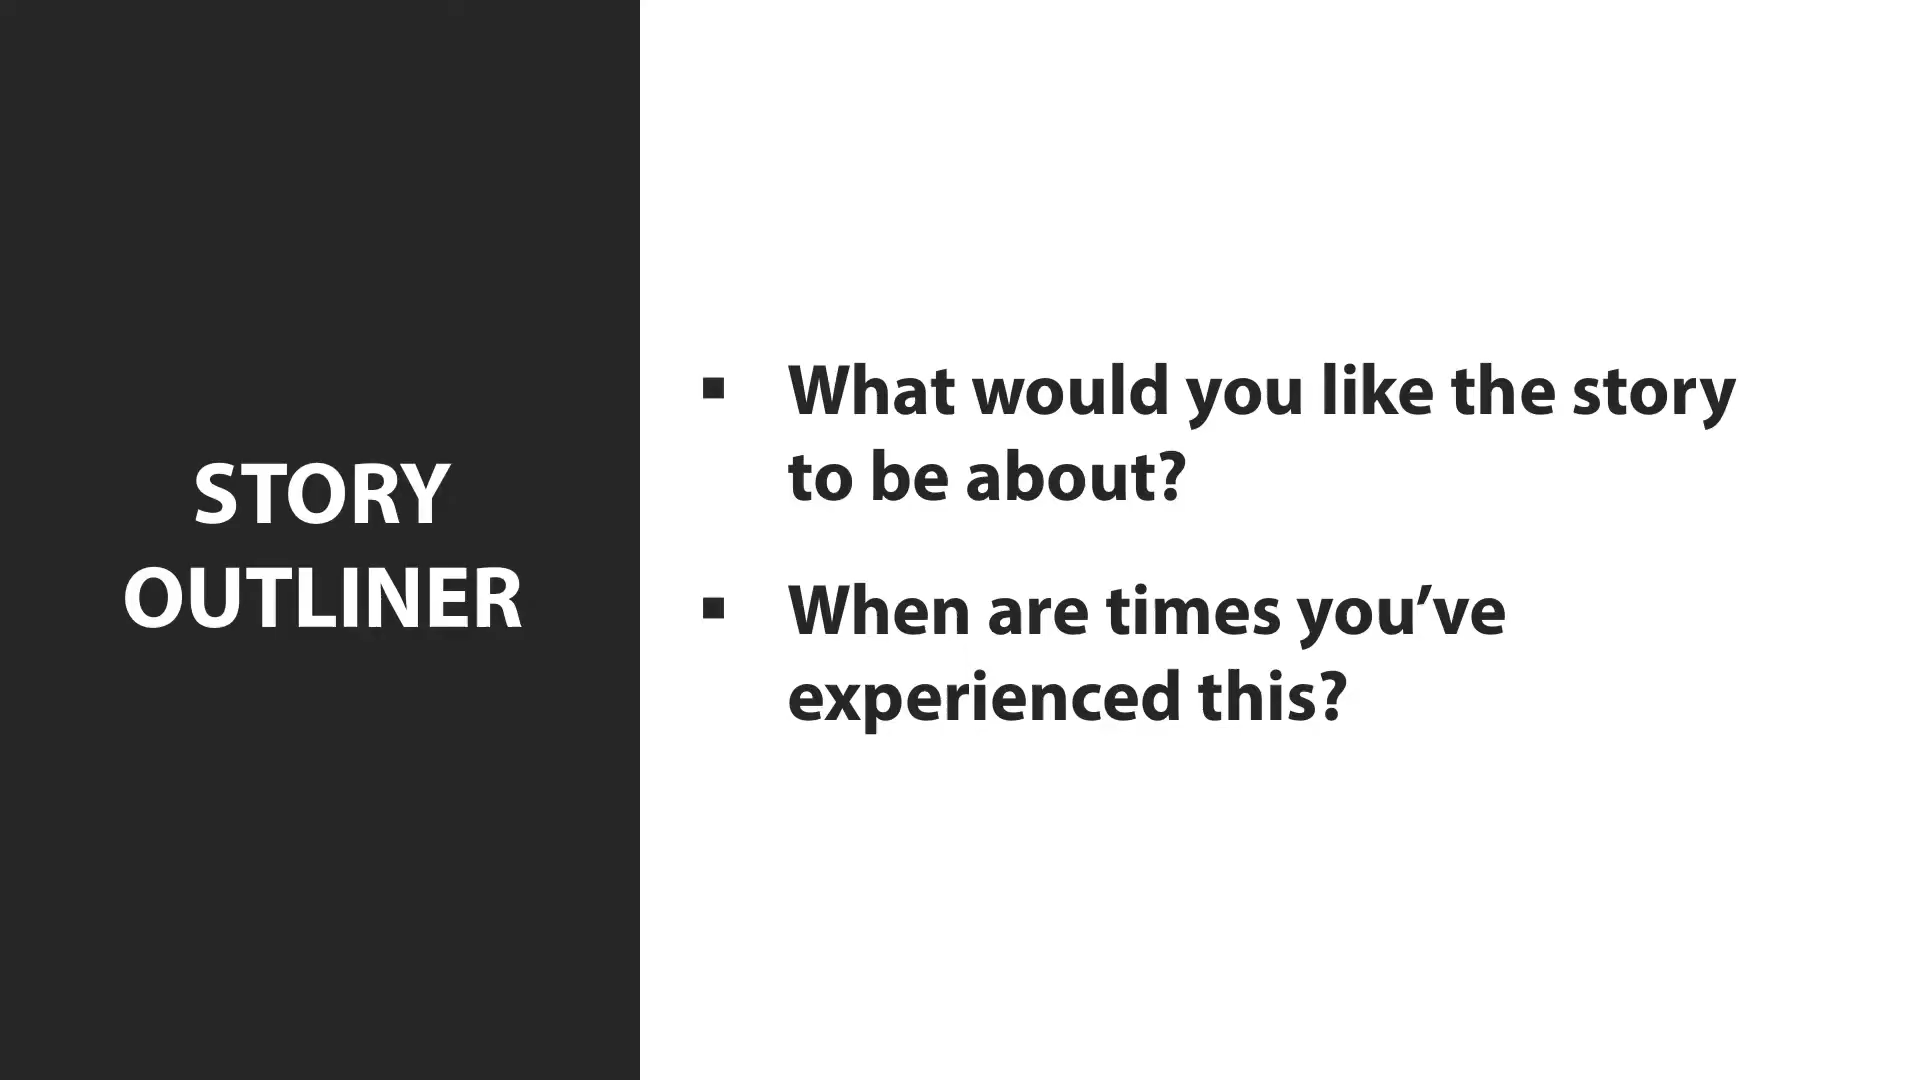 STORY
OUTLINER
▪ What would you like the story
to be about?
▪ When are times you’ve
experienced this?